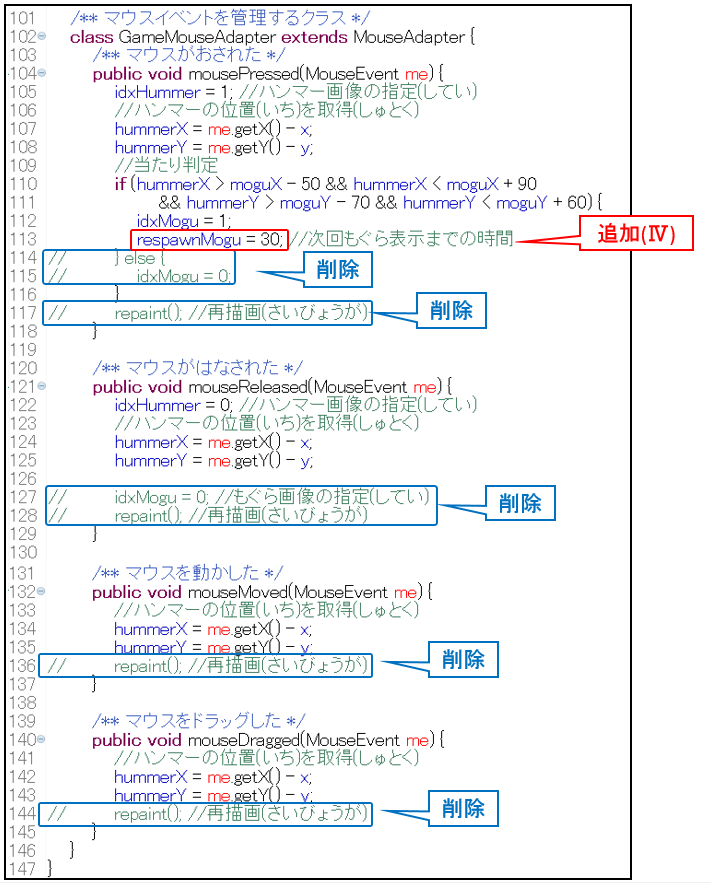 101 /** マウスイベントを管理するクラス */
102 class GameMouseAdapter extends MouseAdapter {
103 /** マウスがおされた */
104 public void mousePressed(MouseEvent me) {
105 idxHummer = 1; //ハンマー画像の指定(してい)
106 //ハンマーの位置(いち)を取得(しゅとく)
107 hummerX = me.getX() - x;
108 hummerY = me.getY() - y;
109 //当たり判定
110 if (hummerX > moguX - 50 && hummerX < moguX + 90
111 && hummerY > moguY - 70 && hummerY < moguY + 60) {
112 idxMogu = 1;
113 respawnMogu = 30; //次回もぐら表示までの時間 追加(Ⅳ)
114 // } else { 削除
115 // idxMogu = 0;
116 }
117 // repaint(); //再描画(さいびょうが) 削除
118 }
119
120 /** マウスがはなされた */
121 public void mouseReleased(MouseEvent me) {
122 idxHummer = 0; //ハンマー画像の指定(してい)
123 //ハンマーの位置(いち)を取得(しゅとく)
124 hummerX = me.getX() - x;
125 hummerY = me.getY() - y;
126
127 // idxMogu = 0; //もぐら画像の指定(してい) 削除
128 // repaint(); //再描画(さいびょうが)
129 }
130
131 /** マウスを動かした */
132 public void mouseMoved(MouseEvent me) {
133 //ハンマーの位置(いち)を取得(しゅとく)
134 hummerX = me.getX() - x;
135 hummerY = me.getY() - y;
136 // repaint(); //再描画(さいびょうが) 削除
137 }
138
139 /** マウスをドラッグした */
140 public void mouseDragged(MouseEvent me) {
141 //ハンマーの位置(いち)を取得(しゅとく)
142 hummerX = me.getX() - x;
143 hummerY = me.getY() - y;
144 // repaint(); //再描画(さいびょうが) 削除
145 }
146 }
147 }